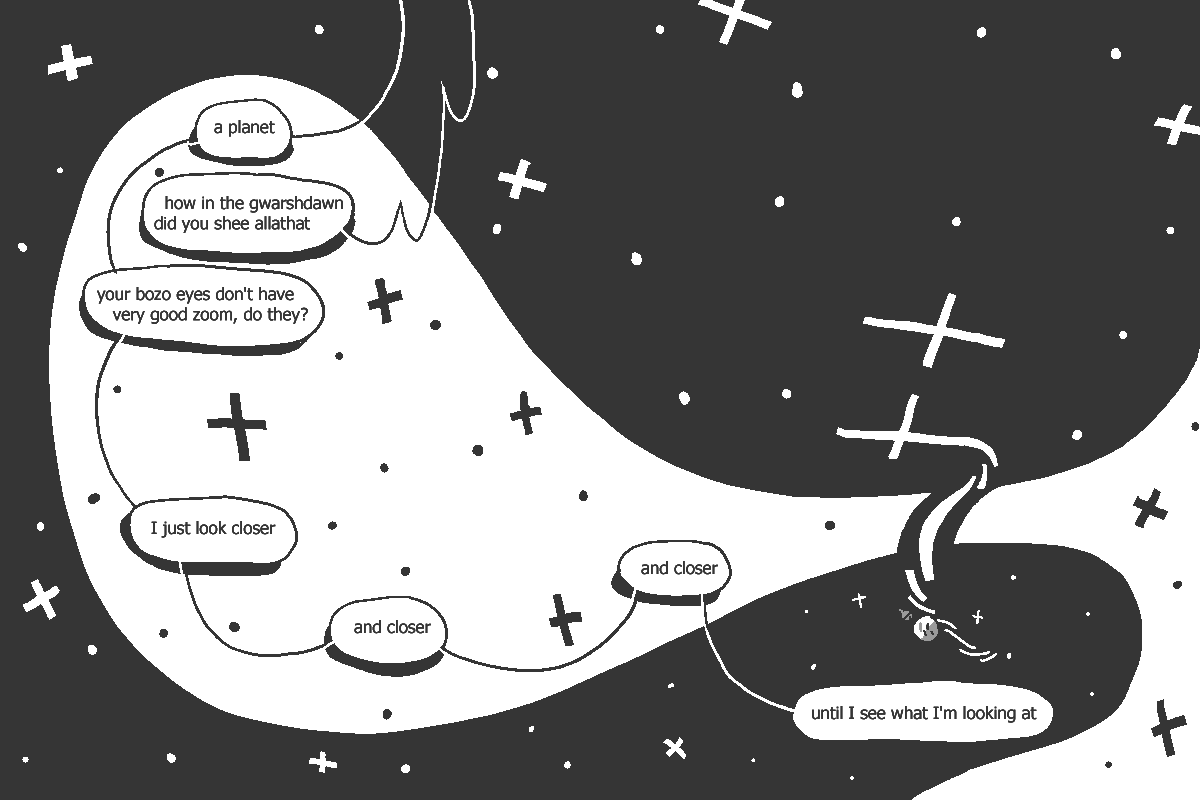 a planet
how in the gwarshdawn
did you shee allathat
your bozo eyes don't have
very good zoom, do they?
I just look closer
and closer
and closer
until I see what I'm looking at